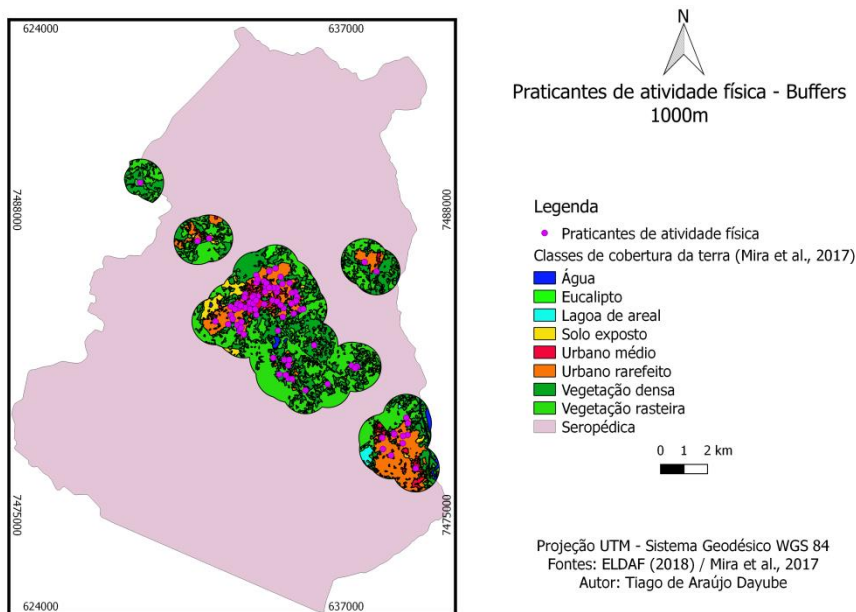 624000
637000
N
Praticantes de atividade física - Buffers
1000m
7488000
7488000
Legenda
Praticantes de atividade física
Classes de cobertura da terra (Mira et al., 2017)
Água
Eucalipto
Lagoa de areal
Solo exposto
Urbano médio
Urbano rarefeito
Vegetação densa
Vegetação rasteira
Seropédica
0 1 2 km
7475000
7475000
Projeção UTM - Sistema Geodésico WGS 84
Fontes: ELDAF (2018) / Mira et al., 2017
Autor: Tiago de Araújo Dayube
624000
637000